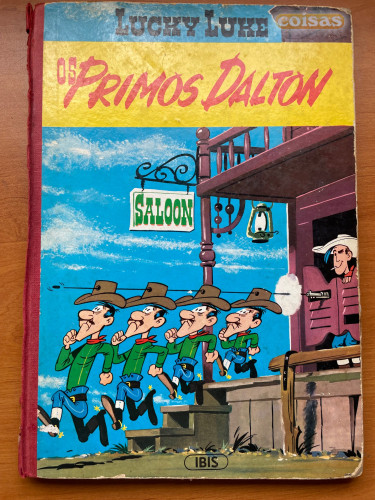 LUCKY LUKE
coisas
OS PRIMOS DALTON
SALOON
IBIS